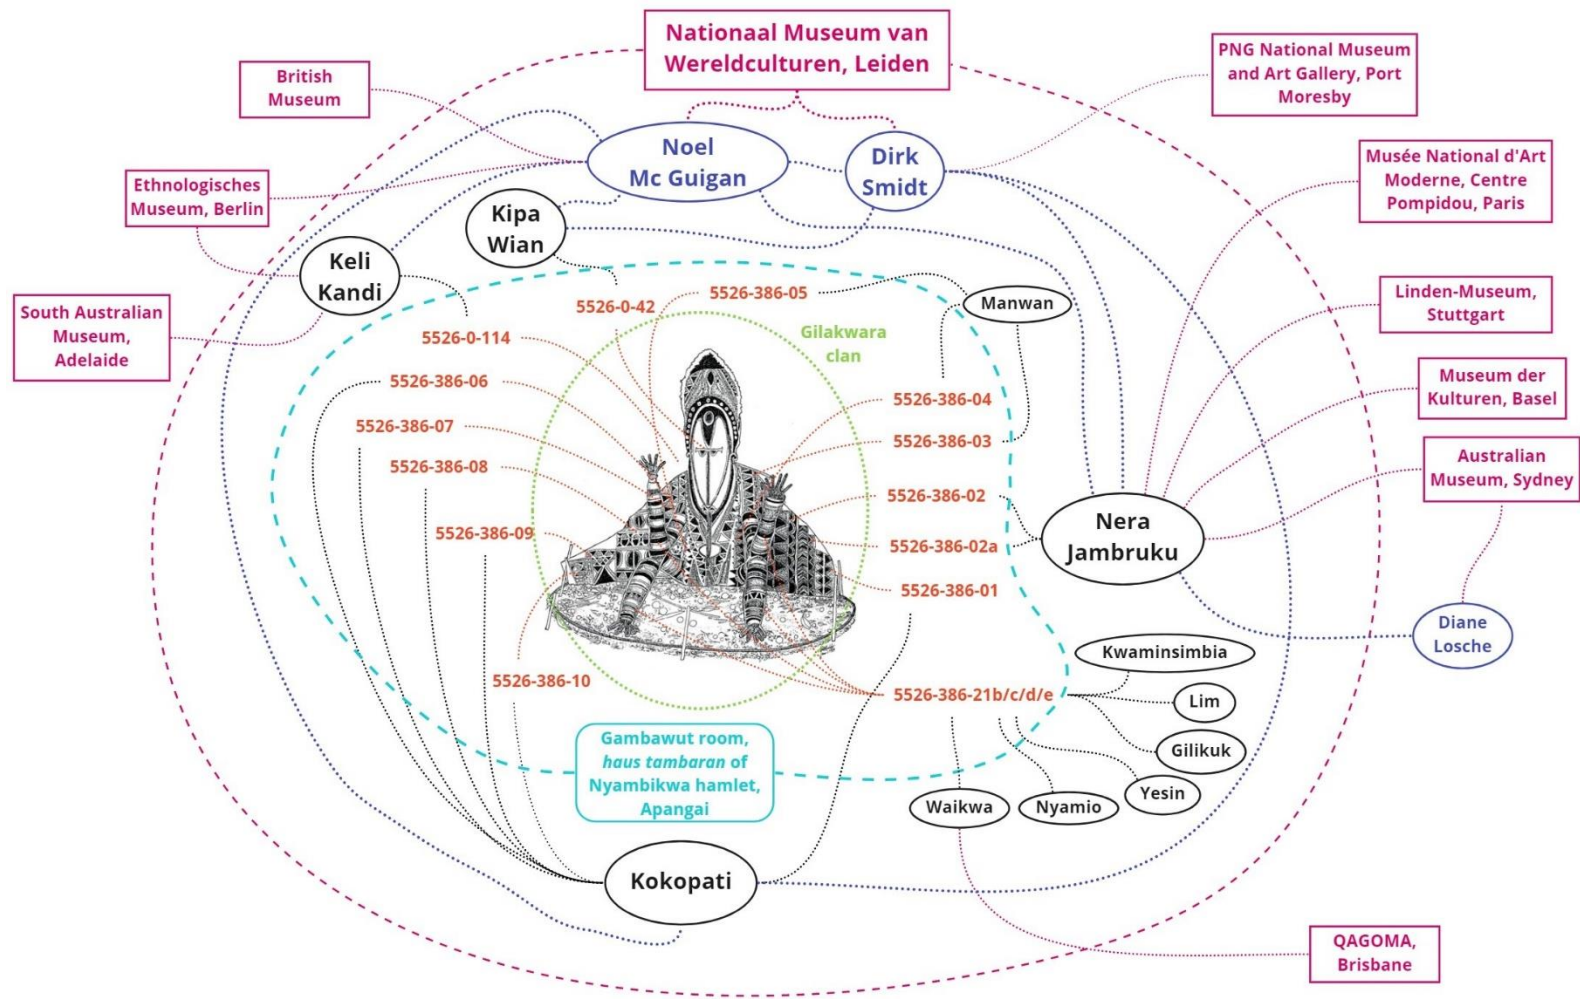 Nationaal Museum van
Wereldculturen, Leiden
British
Museum
PNG National Museum
and Art Gallery, Port
Moresby
Noel
Mc Guigan
Dirk
Smidt
Musée National d'Art
Moderne, Centre
Pompidou, Paris
Ethnologisches
Museum, Berlin
Kipa
Wian
Keli
Kandi
South Australian
Museum,
Adelaide
5526-0-42
5526-386-05
Manwan
Linden-Museum,
Stuttgart
5526-0-114
Gilakwara
clan
5526-386-06
5526-386-04
Museum der
Kulturen, Basel
5526-386-07
5526-386-03
5526-386-08
Australian
Museum, Sydney
5526-386-02
5526-386-09
5526-386-02a
Nera
Jambruku
5526-386-01
Diane
Losche
Kwaminsimbia
5526-386-10
5526-386-21b/c/d/e
Lim
Gilikuk
Gambawut room,
haus tambaran of
Nyambikwa hamlet,
Apangai
Yesin
Waikwa
Nyamio
Kokopati
QAGOMA,
Brisbane